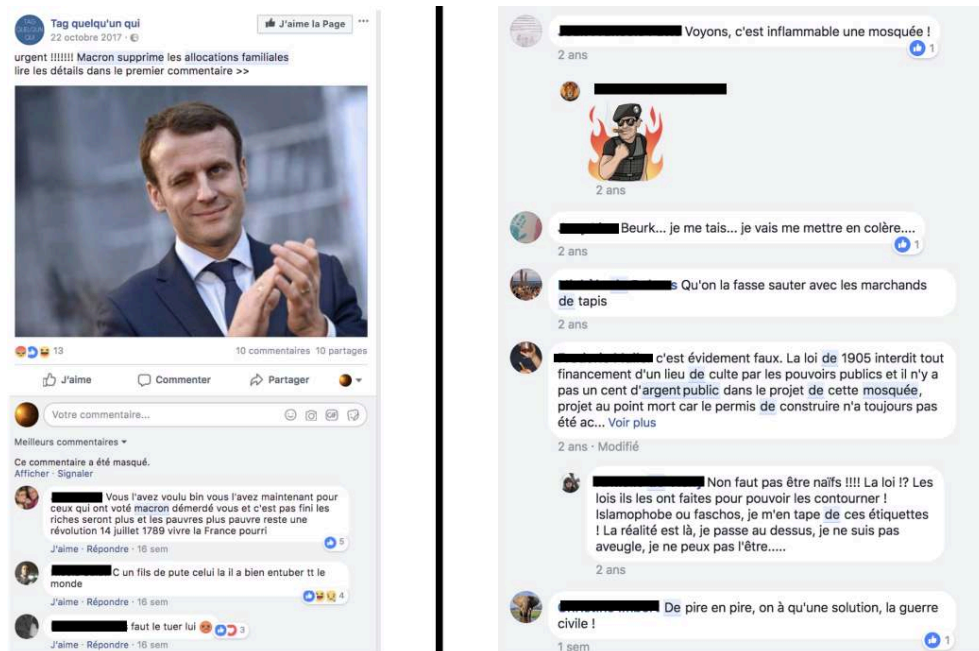 Tag quelqu'un qui
22 octobre 2017
J'aime la Page
urgent !!!!!!! Macron supprime les allocations familiales
lire les détails dans le premier commentaire >>
13
10 commentaires 10 partages
J'aime
Commenter
Partager
Votre commentaire...
GIF
Meilleurs commentaires
Ce commentaire a été masqué.
Afficher · Signaler
Vous l'avez voulu bin vous l'avez maintenant pour
ceux qui ont voté macron démerdé vous et c'est pas fini les
riches seront plus et les pauvres plus pauvre reste une
révolution 14 juillet 1789 vivre la France pourri
5
J'aime · Répondre · 16 sem
C un fils de pute celui la il a bien entuber tt le
monde
4
J'aime · Répondre · 16 sem
faut le tuer lui
3
J'aime · Répondre · 16 sem
Voyons, c'est inflammable une mosquée !
1
2 ans
2 ans
Beurk... je me tais... je vais me mettre en colère....
1
2 ans
Qu'on la fasse sauter avec les marchands
de tapis
2 ans
c'est évidement faux. La loi de 1905 interdit tout
financement d'un lieu de culte par les pouvoirs publics et il n'y a
pas un cent d'argent public dans le projet de cette mosquée,
projet au point mort car le permis de construire n'a toujours pas
été ac... Voir plus
2 ans · Modifié
Non faut pas être naïfs !!!! La loi !? Les
lois ils les ont faites pour pouvoir les contourner !
Islamophobe ou faschos, je m'en tape de ces étiquettes
! La réalité est là, je passe au dessus, je ne suis pas
aveugle, je ne peux pas l'être.....
2 ans
De pire en pire, on à qu'une solution, la guerre
civile !
1
1 sem